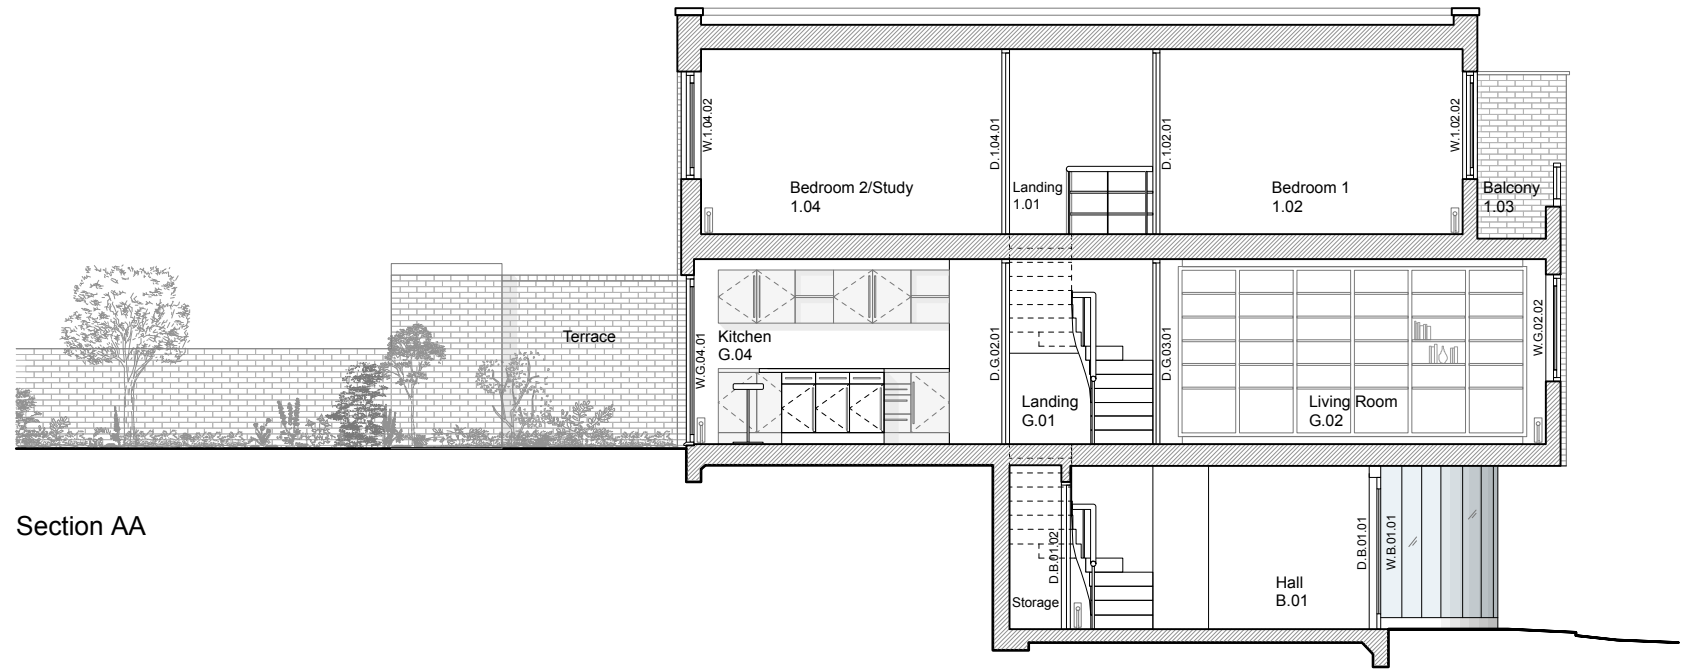 W.1.04.02
D.1.04.01
D.1.02.01
W.1.02.02
Bedroom 2/Study
1.04
Landing
1.01
Bedroom 1
1.02
Balcony
1.03
Terrace
W.G.04.01
Kitchen
G.04
D.G.02.01
Landing
G.01
D.G.03.01
Living Room
G.02
W.G.02.02
Section AA
Storage
D.B.01.02
Hall
B.01
D.B.01.01
W.B.01.01